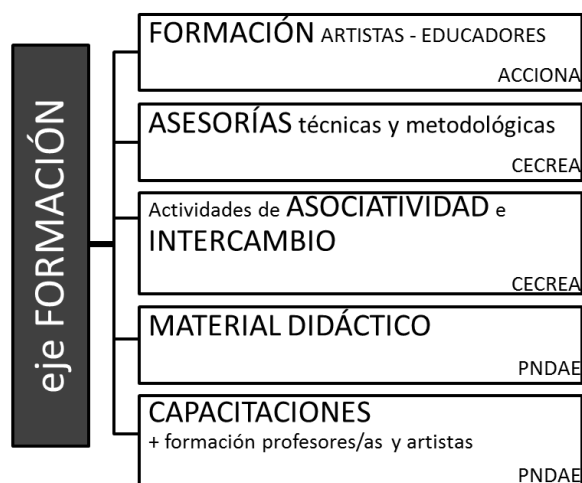 eje FORMACIÓN
FORMACIÓN ARTISTAS - EDUCADORES
ACCIONA
ASESORÍAS técnicas y metodológicas
CECREA
Actividades de ASOCIATIVIDAD e
INTERCAMBIO
CECREA
MATERIAL DIDÁCTICO
PNDAE
CAPACITACIONES
+ formación profesores/as y artistas
PNDAE